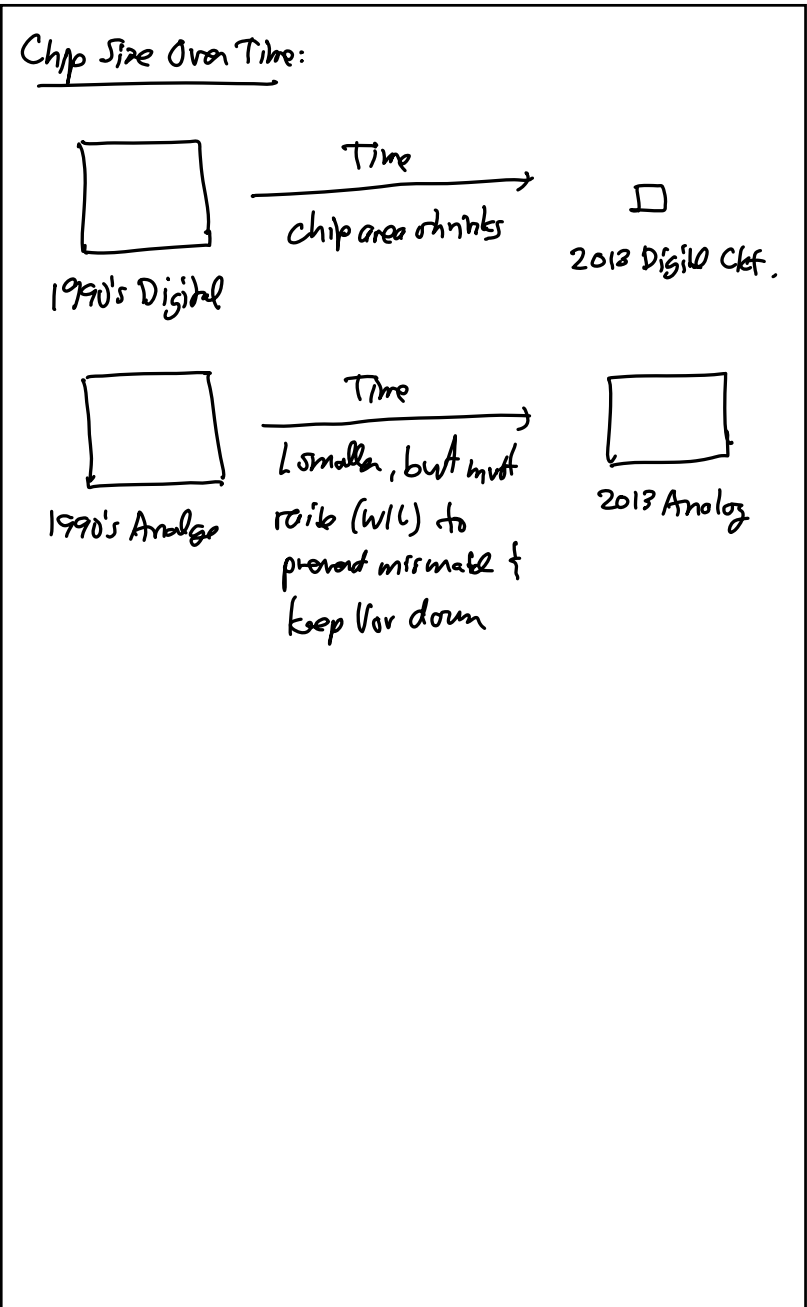 Chip Size Over Time:
Time
chip area shrinks
1990's Digital
2013 Digital Ckt.
Time
L smaller, but must
raise (W/L) to
prevent mismatch &
keep Vov down
1990's Analge
2013 Analog